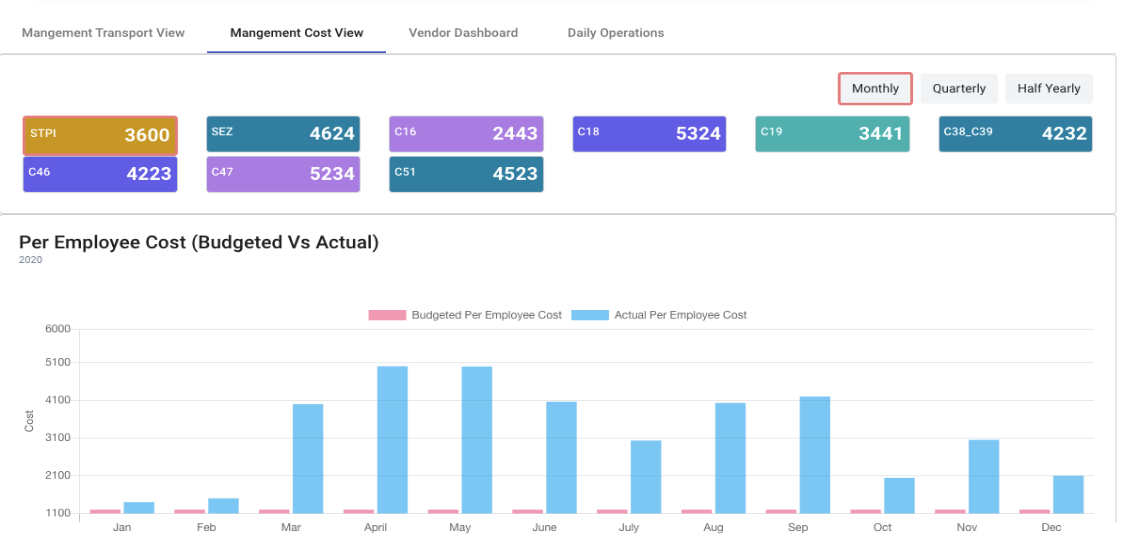 Mangement Transport View Mangement Cost View Vendor Dashboard Daily Operations
Monthly Quarterly Half Yearly
STPI 3600 SEZ 4624 C16 2443 C18 5324 C19 3441 C38_C39 4232
C46 4223 C47 5234 C51 4523
Per Employee Cost (Budgeted Vs Actual)
2020
Budgeted Per Employee Cost Actual Per Employee Cost
6000
5100
4100
Cost
3100
2100
1100
Jan Feb Mar April May June July Aug Sep Oct Nov Dec